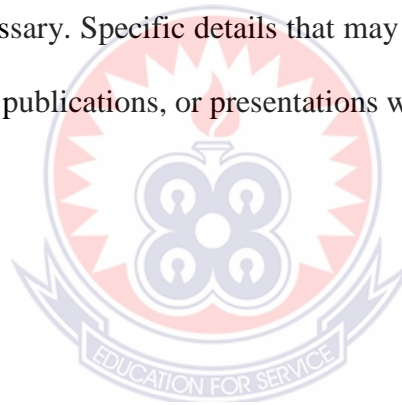 ssary. Specific details that may
publications, or presentations w
EDUCATION FOR SERVICE